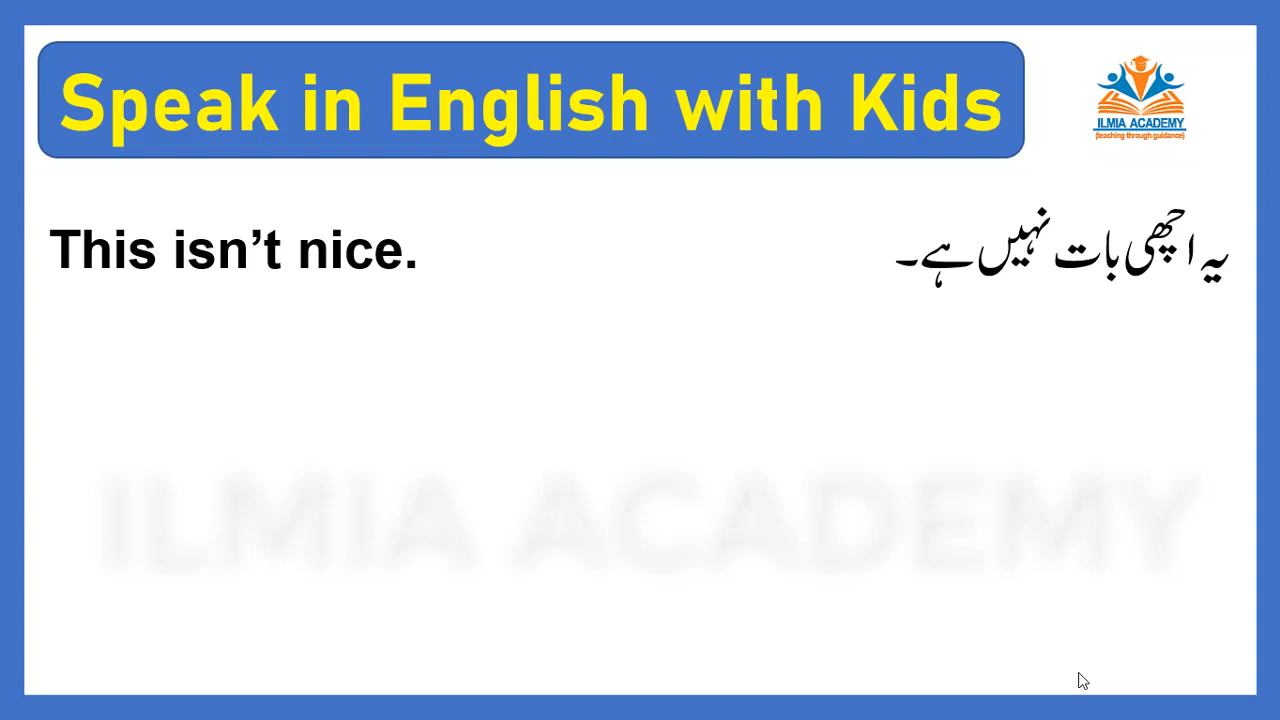 Speak in English with Kids
ILMIA ACADEMY
(teaching through guidance)
This isn’t nice.
یہ اچھی بات نہیں ہے۔
ILMIA ACADEMY